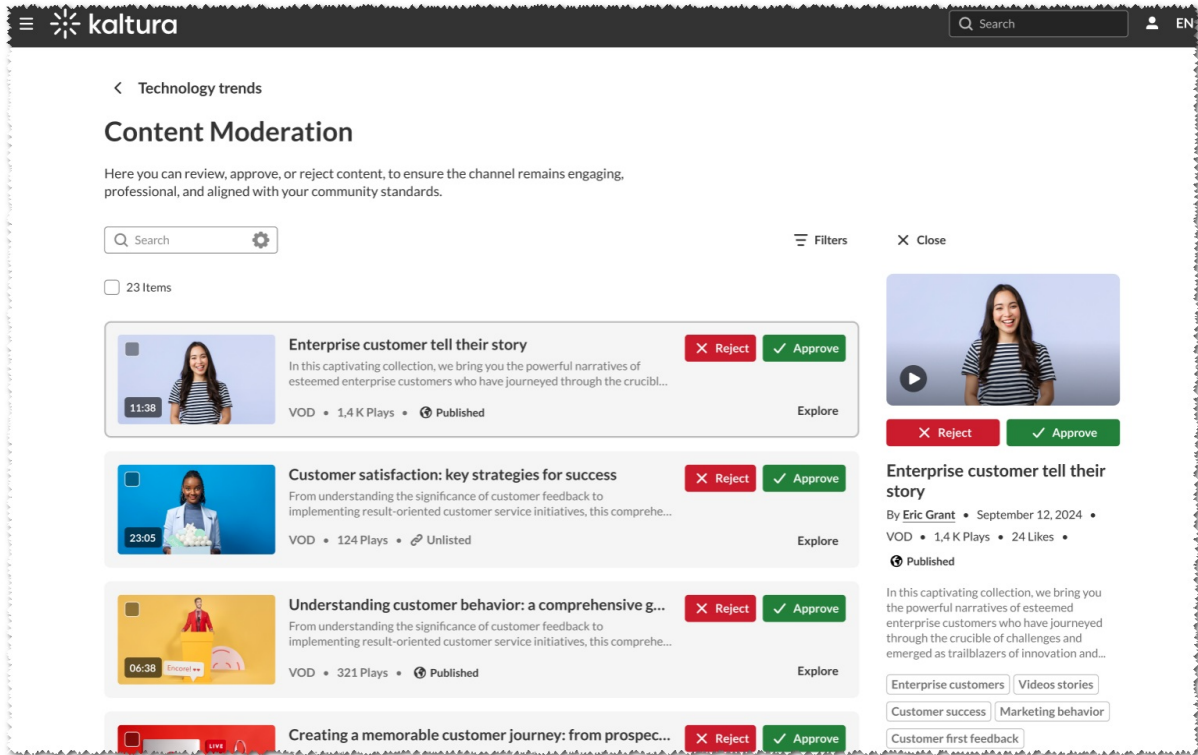 kaltura
Search
EN
Technology trends
Content Moderation
Here you can review, approve, or reject content, to ensure the channel remains engaging,
professional, and aligned with your community standards.
Search
Filters
Close
23 Items
Enterprise customer tell their story
Reject
Approve
In this captivating collection, we bring you the powerful narratives of
esteemed enterprise customers who have journeyed through the crucibl...
11:38
VOD • 1,4 K Plays • Published
Explore
Customer satisfaction: key strategies for success
Reject
Approve
From understanding the significance of customer feedback to
implementing result-oriented customer service initiatives, this comprehe...
23:05
VOD • 124 Plays • Unlisted
Explore
Understanding customer behavior: a comprehensive g...
Reject
Approve
From understanding the significance of customer feedback to
implementing result-oriented customer service initiatives, this comprehe...
06:38
Encore!
VOD • 321 Plays • Published
Explore
Creating a memorable customer journey: from prospec...
Reject
Approve
LIVE
Reject
Approve
Enterprise customer tell their
story
By Eric Grant • September 12, 2024 •
VOD • 1,4 K Plays • 24 Likes •
Published
In this captivating collection, we bring you
the powerful narratives of esteemed
enterprise customers who have journeyed
through the crucible of challenges and
emerged as trailblazers of innovation and...
Enterprise customers
Videos stories
Customer success
Marketing behavior
Customer first feedback